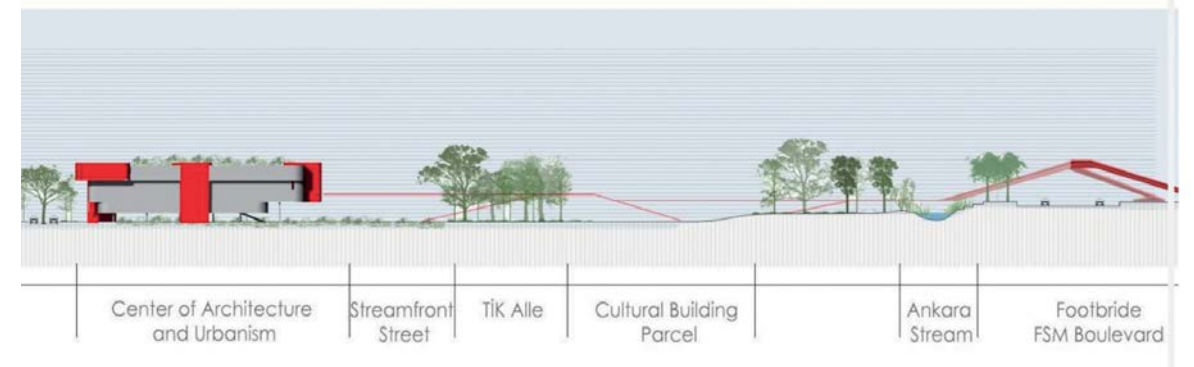 Center of Architecture
and Urbanism
Streamfront
Street
TİK Alle
Cultural Building
Parcel
Ankara
Stream
Footbride
FSM Boulevard